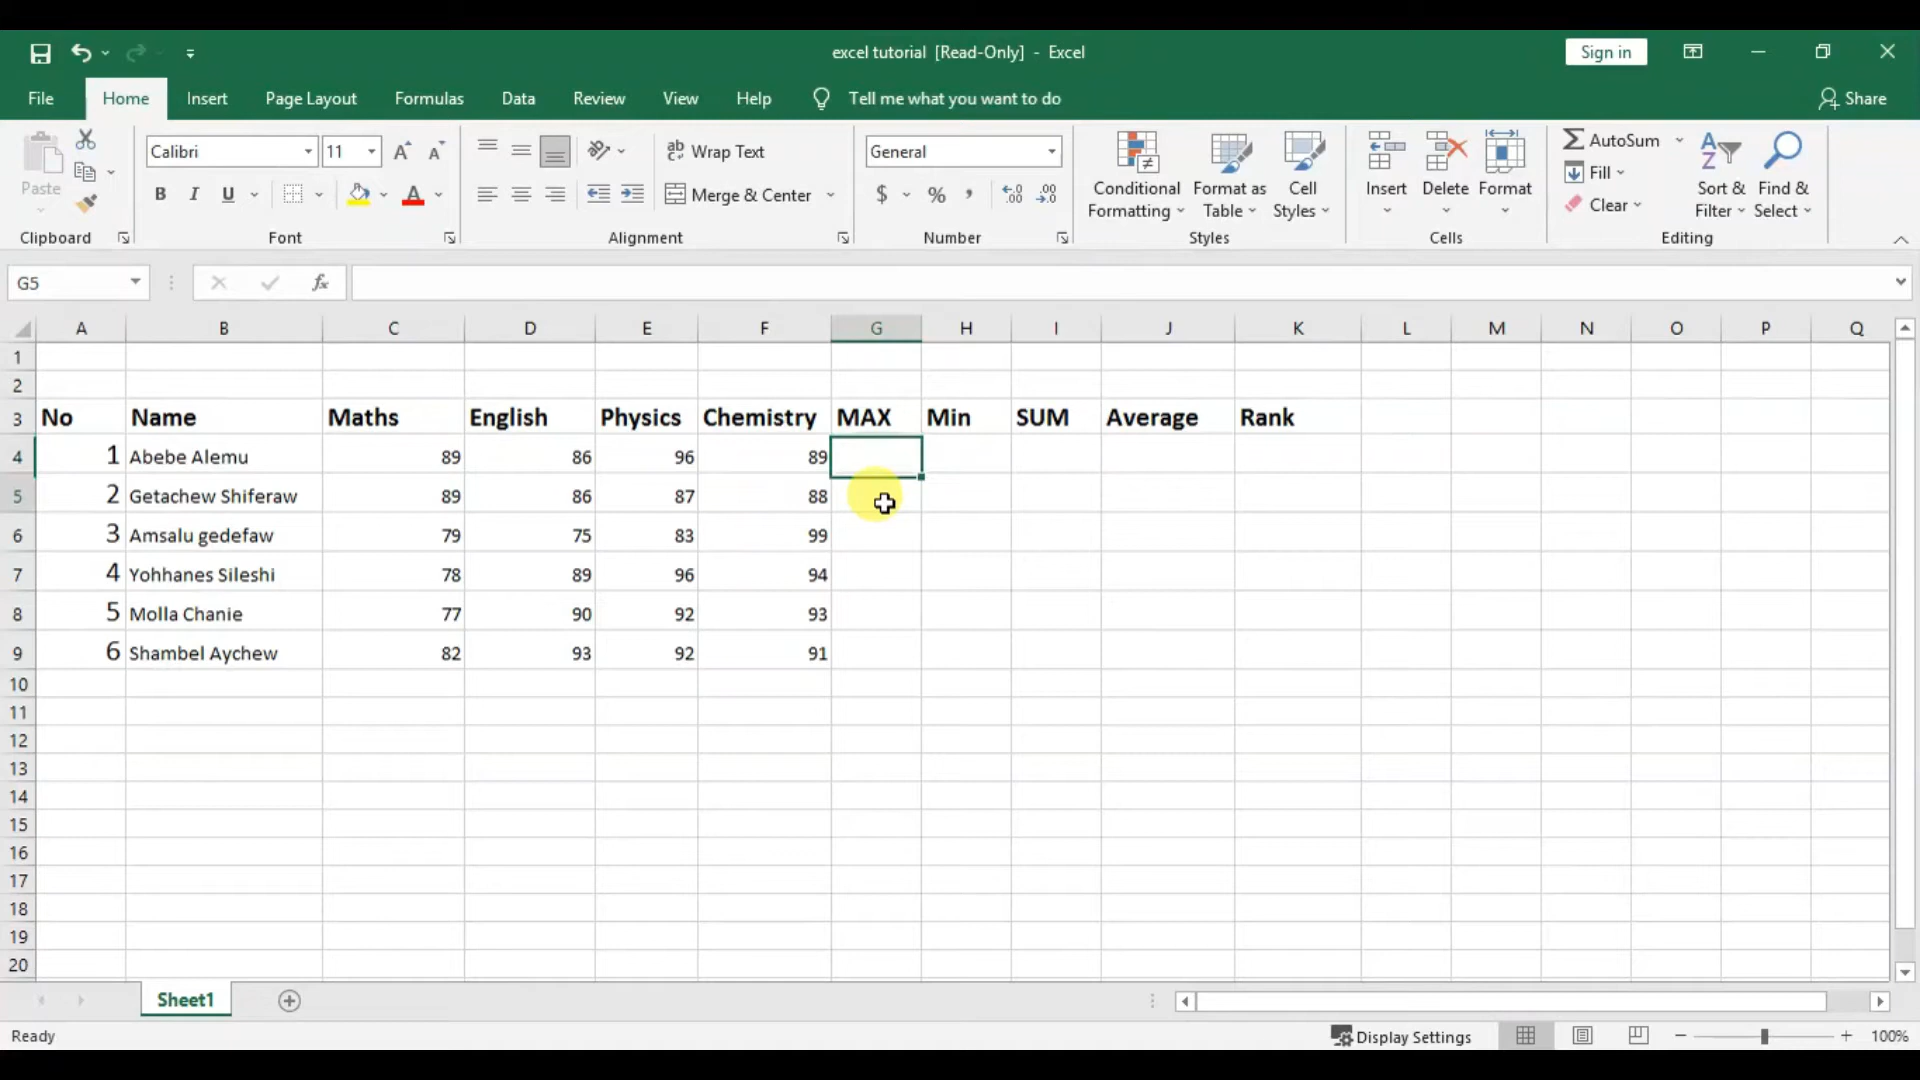 excel tutorial [Read-Only] - Excel
Sign in
File Home Insert Page Layout Formulas Data Review View Help Tell me what you want to do Share
Paste
Calibri 11
B I U A
ab Wrap Text
Merge & Center
General
$ % ,
Conditional Formatting
Format as Table
Cell Styles
Insert Delete Format
AutoSum
Fill
Clear
Sort & Filter
Find & Select
Clipboard Font Alignment Number Styles Cells Editing
G5 fx
A B C D E F G H I J K L M N O P Q
1
2
3 No Name Maths English Physics Chemistry MAX Min SUM Average Rank
4 1 Abebe Alemu 89 86 96 89
5 2 Getachew Shiferaw 89 86 87 88
6 3 Amsalu gedefaw 79 75 83 99
7 4 Yohhanes Sileshi 78 89 96 94
8 5 Molla Chanie 77 90 92 93
9 6 Shambel Aychew 82 93 92 91
10
11
12
13
14
15
16
17
18
19
20
Sheet1
Ready Display Settings 100%